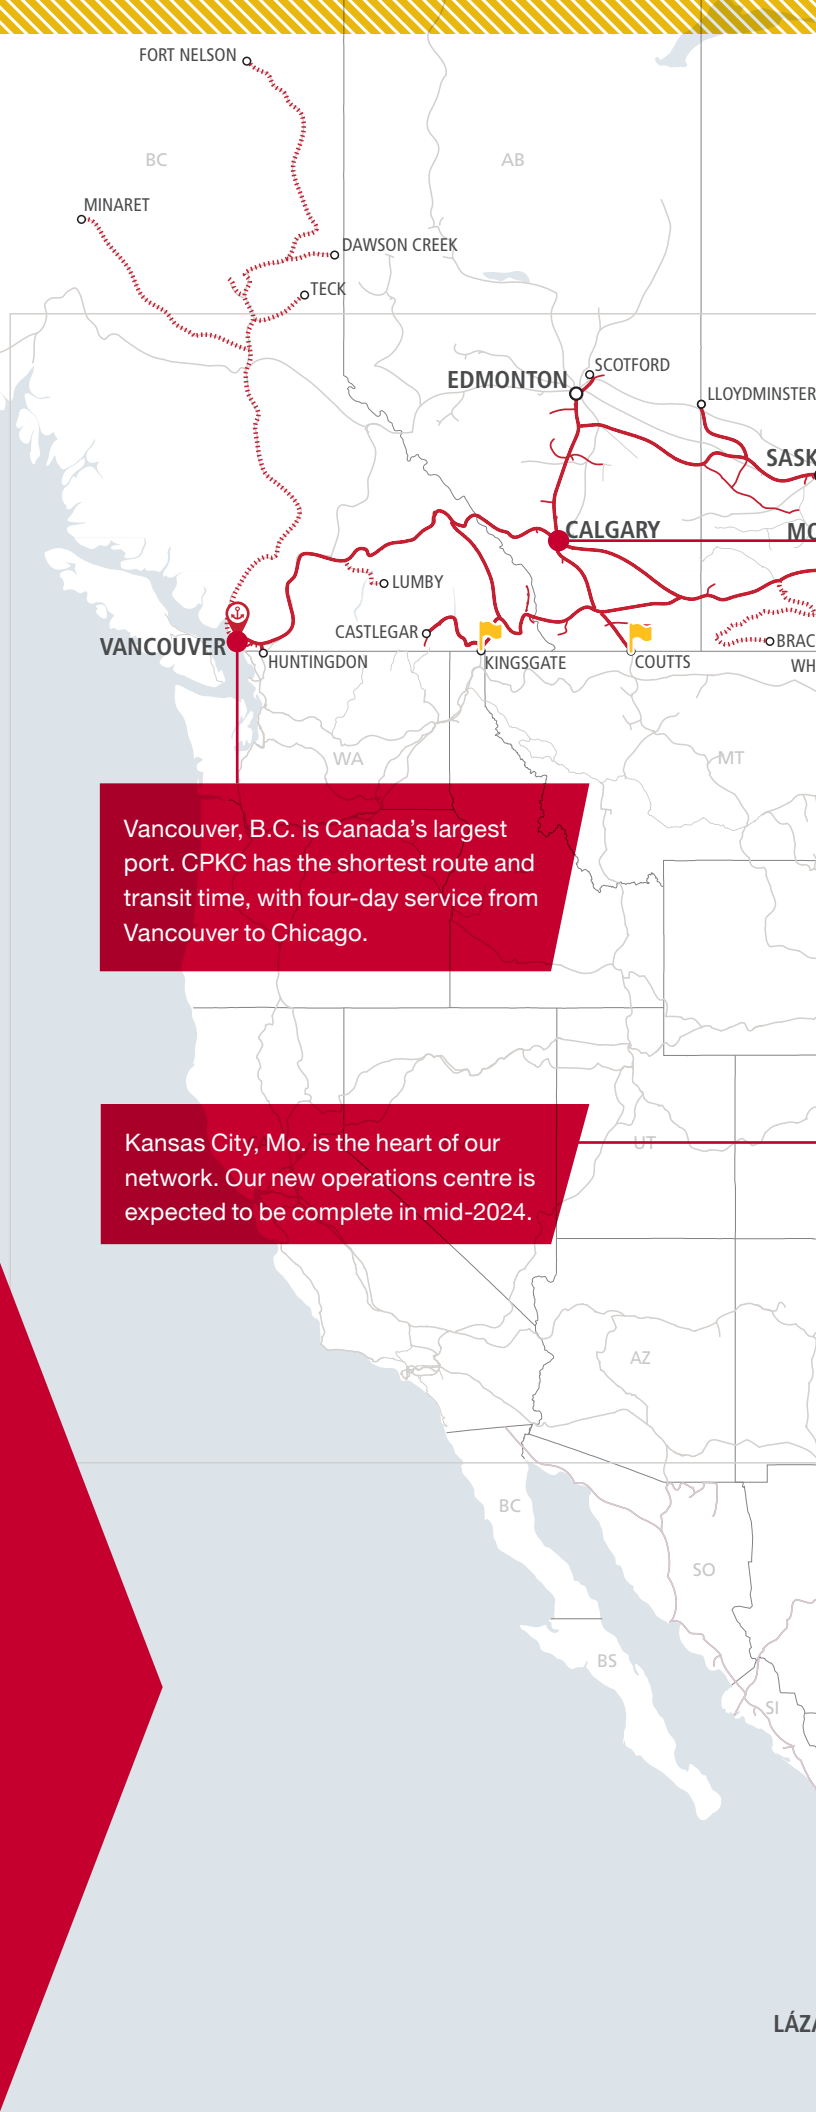 FORT NELSON
BC
AB
MINARET
DAWSON CREEK
TECK
SCOTFORD
EDMONTON
LLOYDMINSTER
SASK
CALGARY
MO
LUMBY
CASTLEGAR
VANCOUVER
HUNTINGDON
KINGSGATE
COUTTS
BRAC
WH
WA
MT
Vancouver, B.C. is Canada’s largest
port. CPKC has the shortest route and
transit time, with four-day service from
Vancouver to Chicago.
Kansas City, Mo. is the heart of our
network. Our new operations centre is
expected to be complete in mid-2024.
UT
AZ
BC
SO
BS
SI
LÁZ